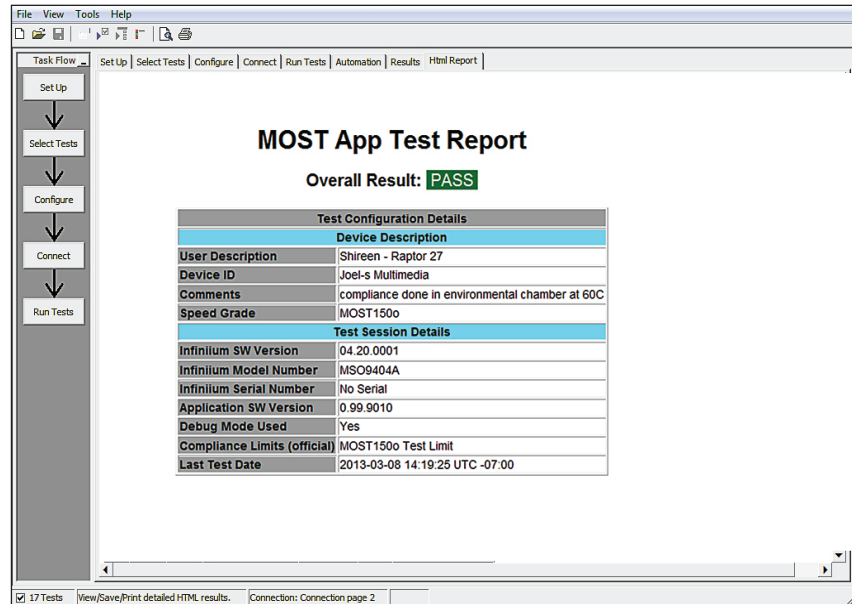 File View Tools Help
Task Flow
Set Up | Select Tests | Configure | Connect | Run Tests | Automation | Results | Html Report
Set Up
Select Tests
Configure
Connect
Run Tests
MOST App Test Report
Overall Result: PASS
Test Configuration Details
Device Description
User Description Shireen - Raptor 27
Device ID Joel-s Multimedia
Comments compliance done in environmental chamber at 60C
Speed Grade MOST150o
Test Session Details
Infiniium SW Version 04.20.0001
Infiniium Model Number MSO9404A
Infiniium Serial Number No Serial
Application SW Version 0.99.9010
Debug Mode Used Yes
Compliance Limits (official) MOST150o Test Limit
Last Test Date 2013-03-08 14:19:25 UTC -07:00
17 Tests View/Save/Print detailed HTML results. Connection: Connection page 2